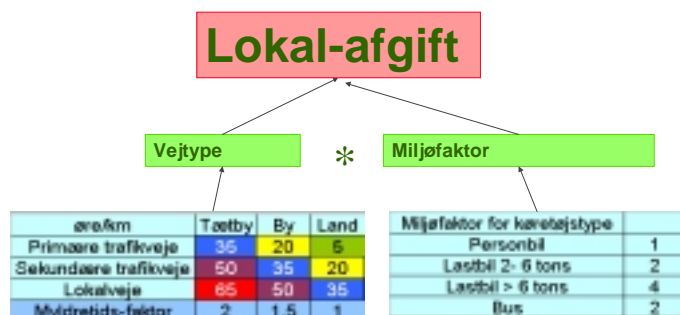 Lokal-afgift
Vejtype * Miljøfaktor
øre/km Tætby By Land
Primære trafikveje 35 20 5
Sekundære trafikveje 50 35 20
Lokalveje 65 50 35
Myldretids-faktor 2 1.5 1
Miljøfaktor for køretøjstype
Personbil 1
Lastbil 2- 6 tons 2
Lastbil > 6 tons 4
Bus 2